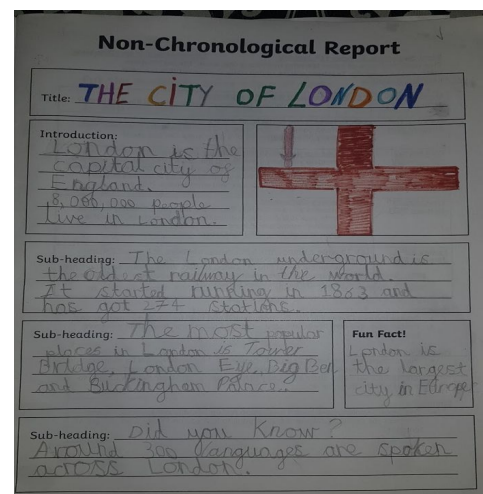 Non-Chronological Report
Title: THE CITY OF LONDON
Introduction:
London is the
capital city of
England.
8,000,000 people
live in London.
Sub-heading: The London underground is
the oldest railway in the world.
It started running in 1863 and
has got 274 stations.
Sub-heading: The most popular
places in London is Tower
Bridge, London Eye, Big Ben
and Buckingham Palace.
Fun Fact!
London is
the largest
city in Europe
Sub-heading: Did you know?
Around 300 languages are spoken
across London.